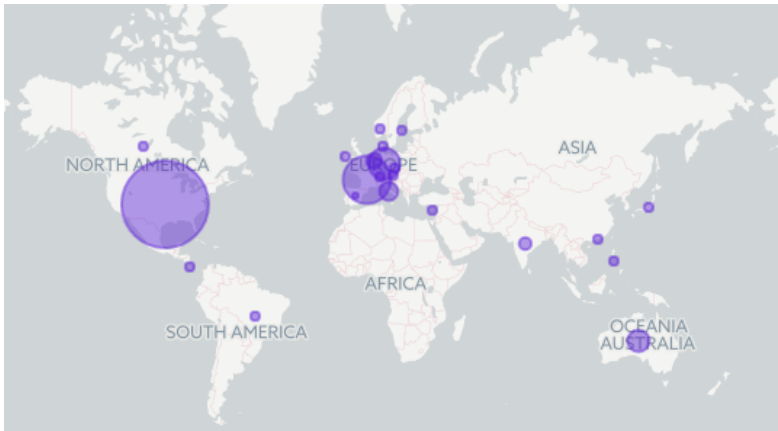 ASIA
NORTH AMERICA
EUROPE
AFRICA
OCEANIA
SOUTH AMERICA
AUSTRALIA